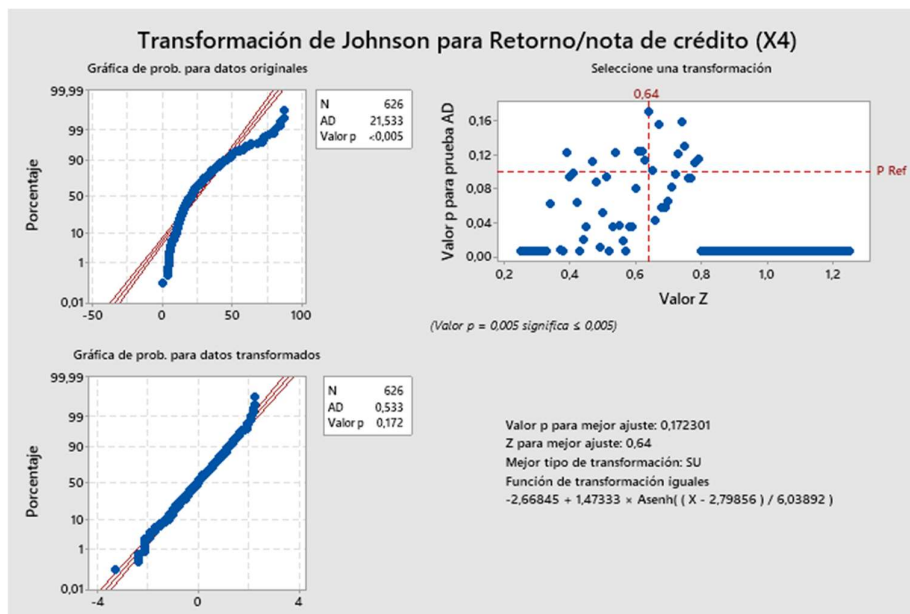 Transformación de Johnson para Retorno/nota de crédito (X4)
Gráfica de prob. para datos originales
99,99
99
90
50
10
1
0,01
Porcentaje
-50
0
50
100
N 626
AD 21,533
Valor p <0,005
Seleccione una transformación
0,64
0,16
0,12
0,08
0,04
0,00
Valor p para prueba AD
P Ref
0,2
0,4
0,6
0,8
1,0
1,2
Valor Z
(Valor p = 0,005 significa ≤ 0,005)
Gráfica de prob. para datos transformados
99,99
99
90
50
10
1
0,01
Porcentaje
-4
0
4
N 626
AD 0,533
Valor p 0,172
Valor p para mejor ajuste: 0,172301
Z para mejor ajuste: 0,64
Mejor tipo de transformación: SU
Función de transformación iguales
-2,66845 + 1,47333 × Asenh( ( X - 2,79856 ) / 6,03892 )